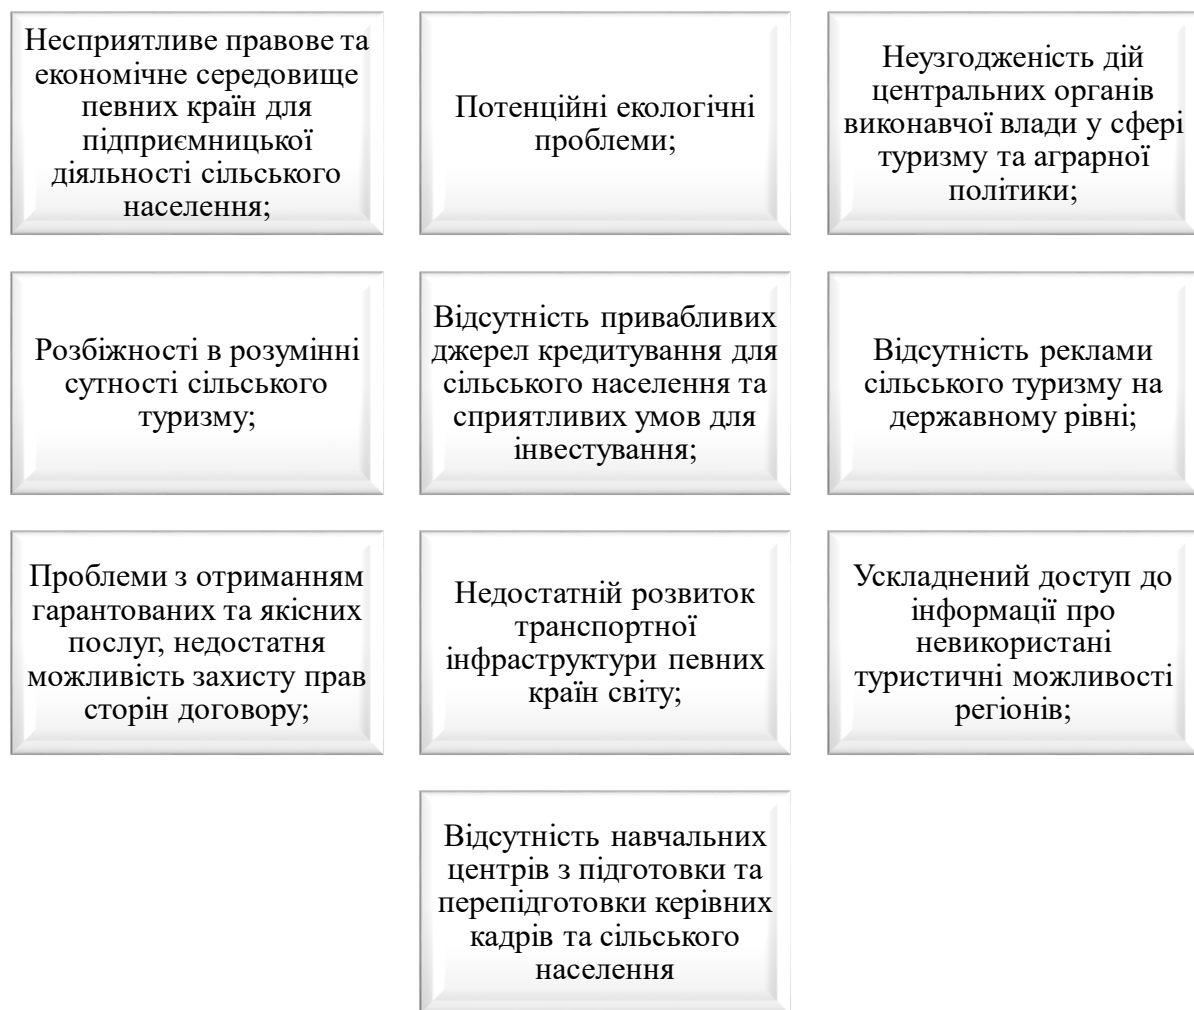 Несприятливе правове та
економічне середовище
певних країн для
підприємницької
діяльності сільського
населення;
Потенційні екологічні
проблеми;
Неузгодженість дій
центральних органів
виконавчої влади у сфері
туризму та аграрної
політики;
Розбіжності в розумінні
сутності сільського
туризму;
Відсутність привабливих
джерел кредитування для
сільського населення та
сприятливих умов для
інвестування;
Відсутність реклами
сільського туризму на
державному рівні;
Проблеми з отриманням
гарантованих та якісних
послуг, недостатня
можливість захисту прав
сторін договору;
Недостатній розвиток
транспортної
інфраструктури певних
країн світу;
Ускладнений доступ до
інформації про
невикористані
туристичні можливості
регіонів;
Відсутність навчальних
центрів з підготовки та
перепідготовки керівних
кадрів та сільського
населення